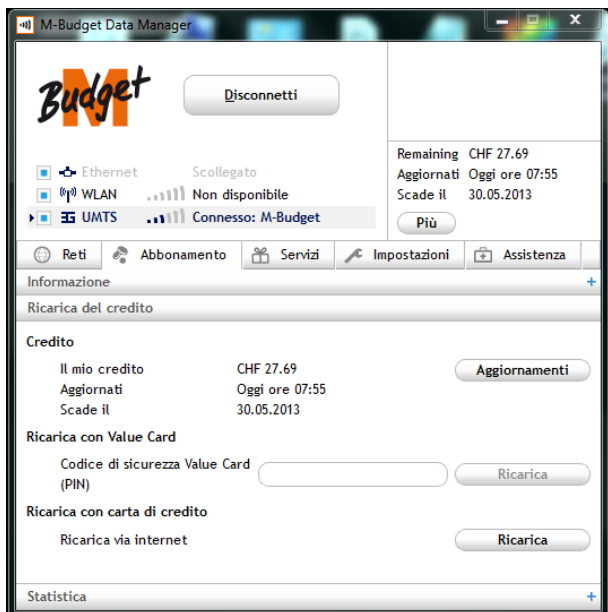 M-Budget Data Manager
Budget
M
Disconnetti
Ethernet Scollegato
WLAN Non disponibile
3G UMTS Connesso: M-Budget
Remaining CHF 27.69
Aggiornati Oggi ore 07:55
Scade il 30.05.2013
Più
Reti Abbonamento Servizi Impostazioni Assistenza
Informazione +
Ricarica del credito
Credito
Il mio credito CHF 27.69 Aggiornamenti
Aggiornati Oggi ore 07:55
Scade il 30.05.2013
Ricarica con Value Card
Codice di sicurezza Value Card
(PIN) Ricarica
Ricarica con carta di credito
Ricarica via internet Ricarica
Statistica +